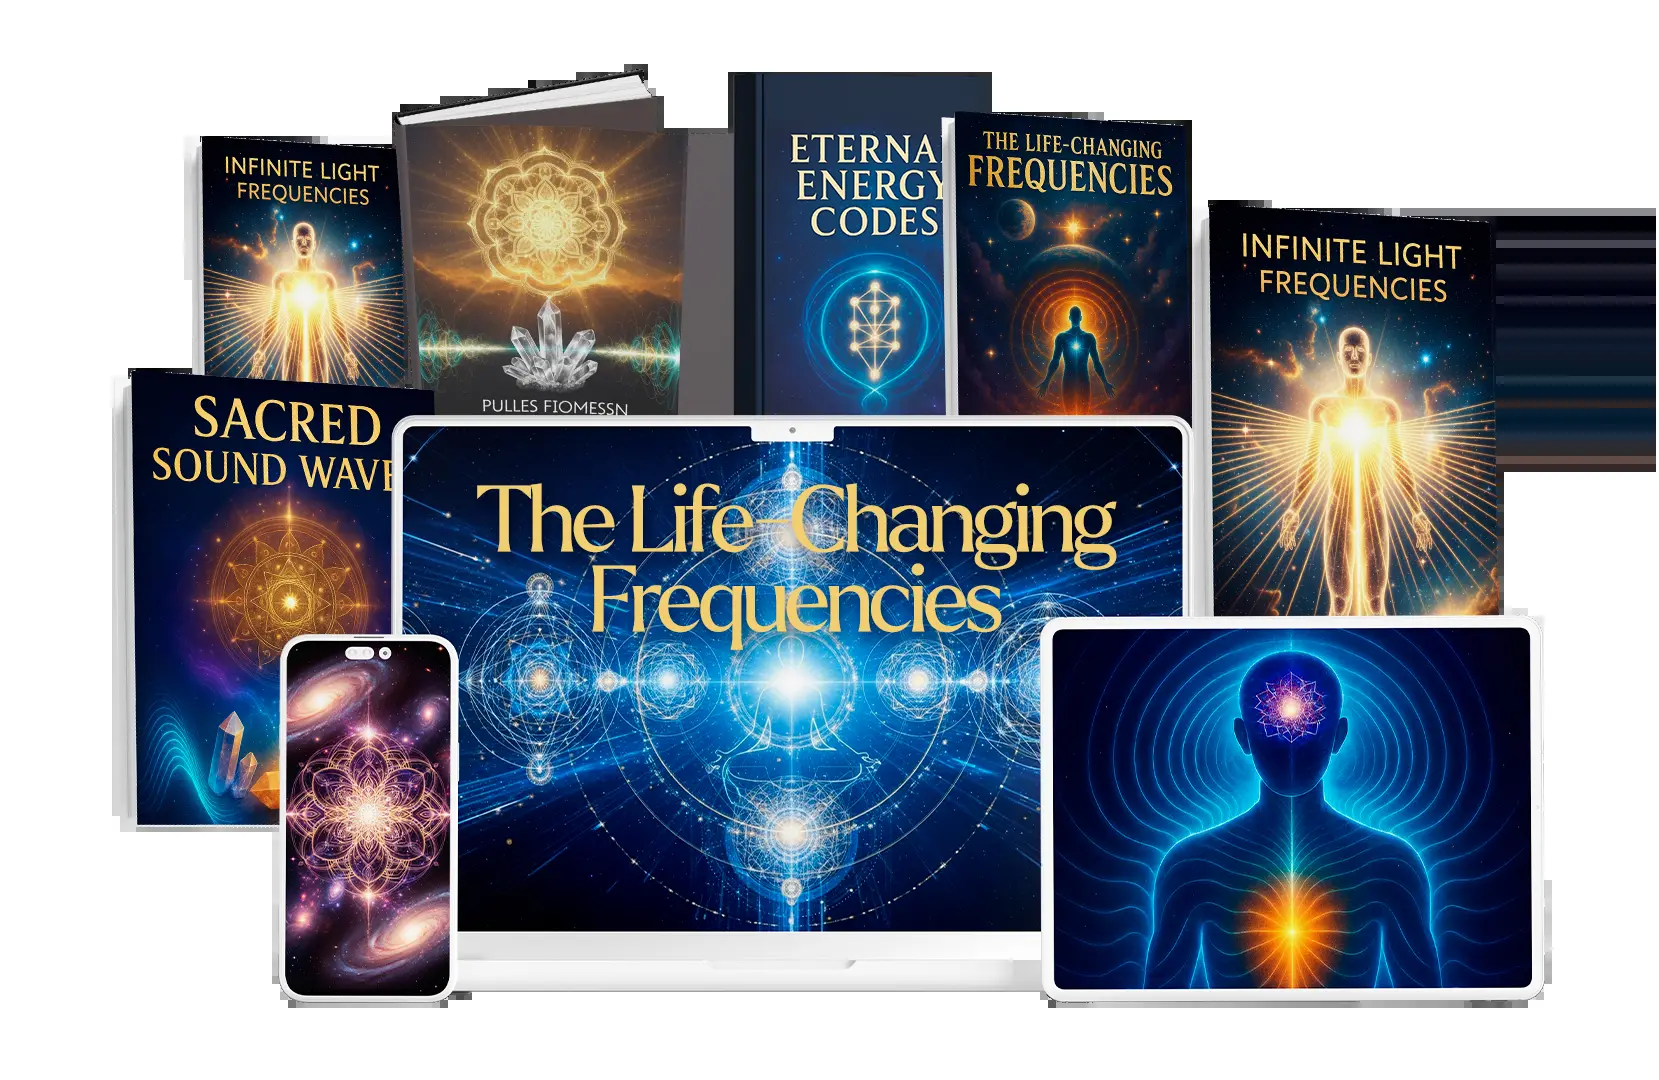 INFINITE LIGHT
FREQUENCIES
PULLES FIOMESSN
ETERNA
ENERGY
CODES
THE LIFE-CHANGING
FREQUENCIES
INFINITE LIGHT
FREQUENCIES
SACRED
SOUND WAVE
The Life-Changing
Frequencies